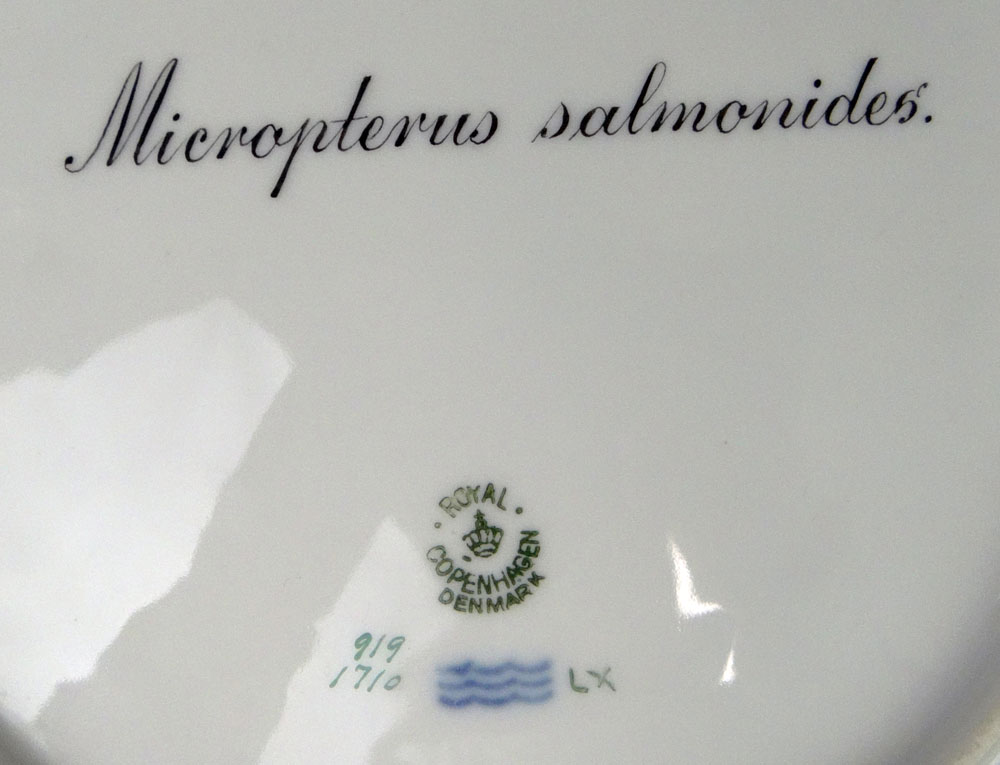 Micropterus salmonides.
ROYAL
COPENHAGEN
DENMARK
919
1710
LX